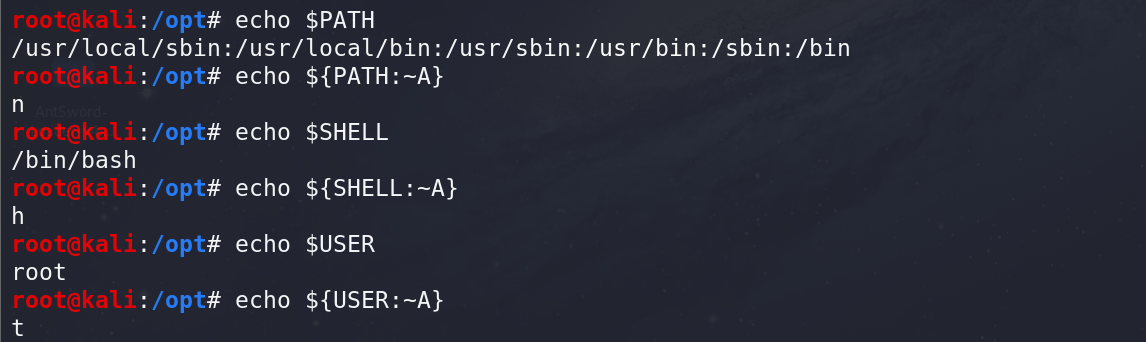 root@kali:/opt# echo $PATH
/usr/local/sbin:/usr/local/bin:/usr/sbin:/usr/bin:/sbin:/bin
root@kali:/opt# echo ${PATH:~A}
n
AntSword-
root@kali:/opt# echo $SHELL
/bin/bash
root@kali:/opt# echo ${SHELL:~A}
h
root@kali:/opt# echo $USER
root
root@kali:/opt# echo ${USER:~A}
t